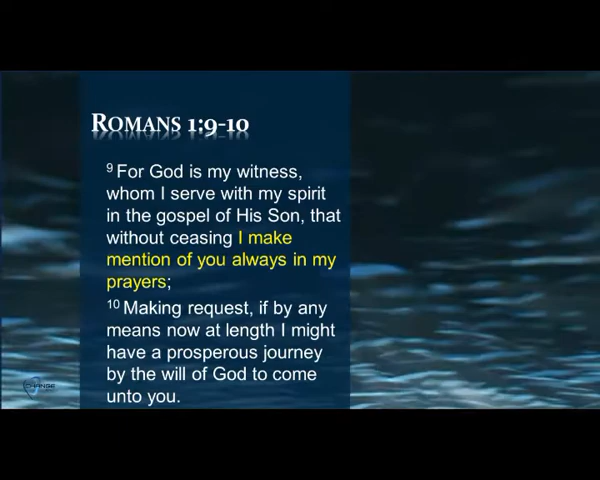 ROMANS 1:9-10
9 For God is my witness,
whom I serve with my spirit
in the gospel of His Son, that
without ceasing I make
mention of you always in my
prayers;
10 Making request, if by any
means now at length I might
have a prosperous journey
by the will of God to come
unto you.
CHANGE